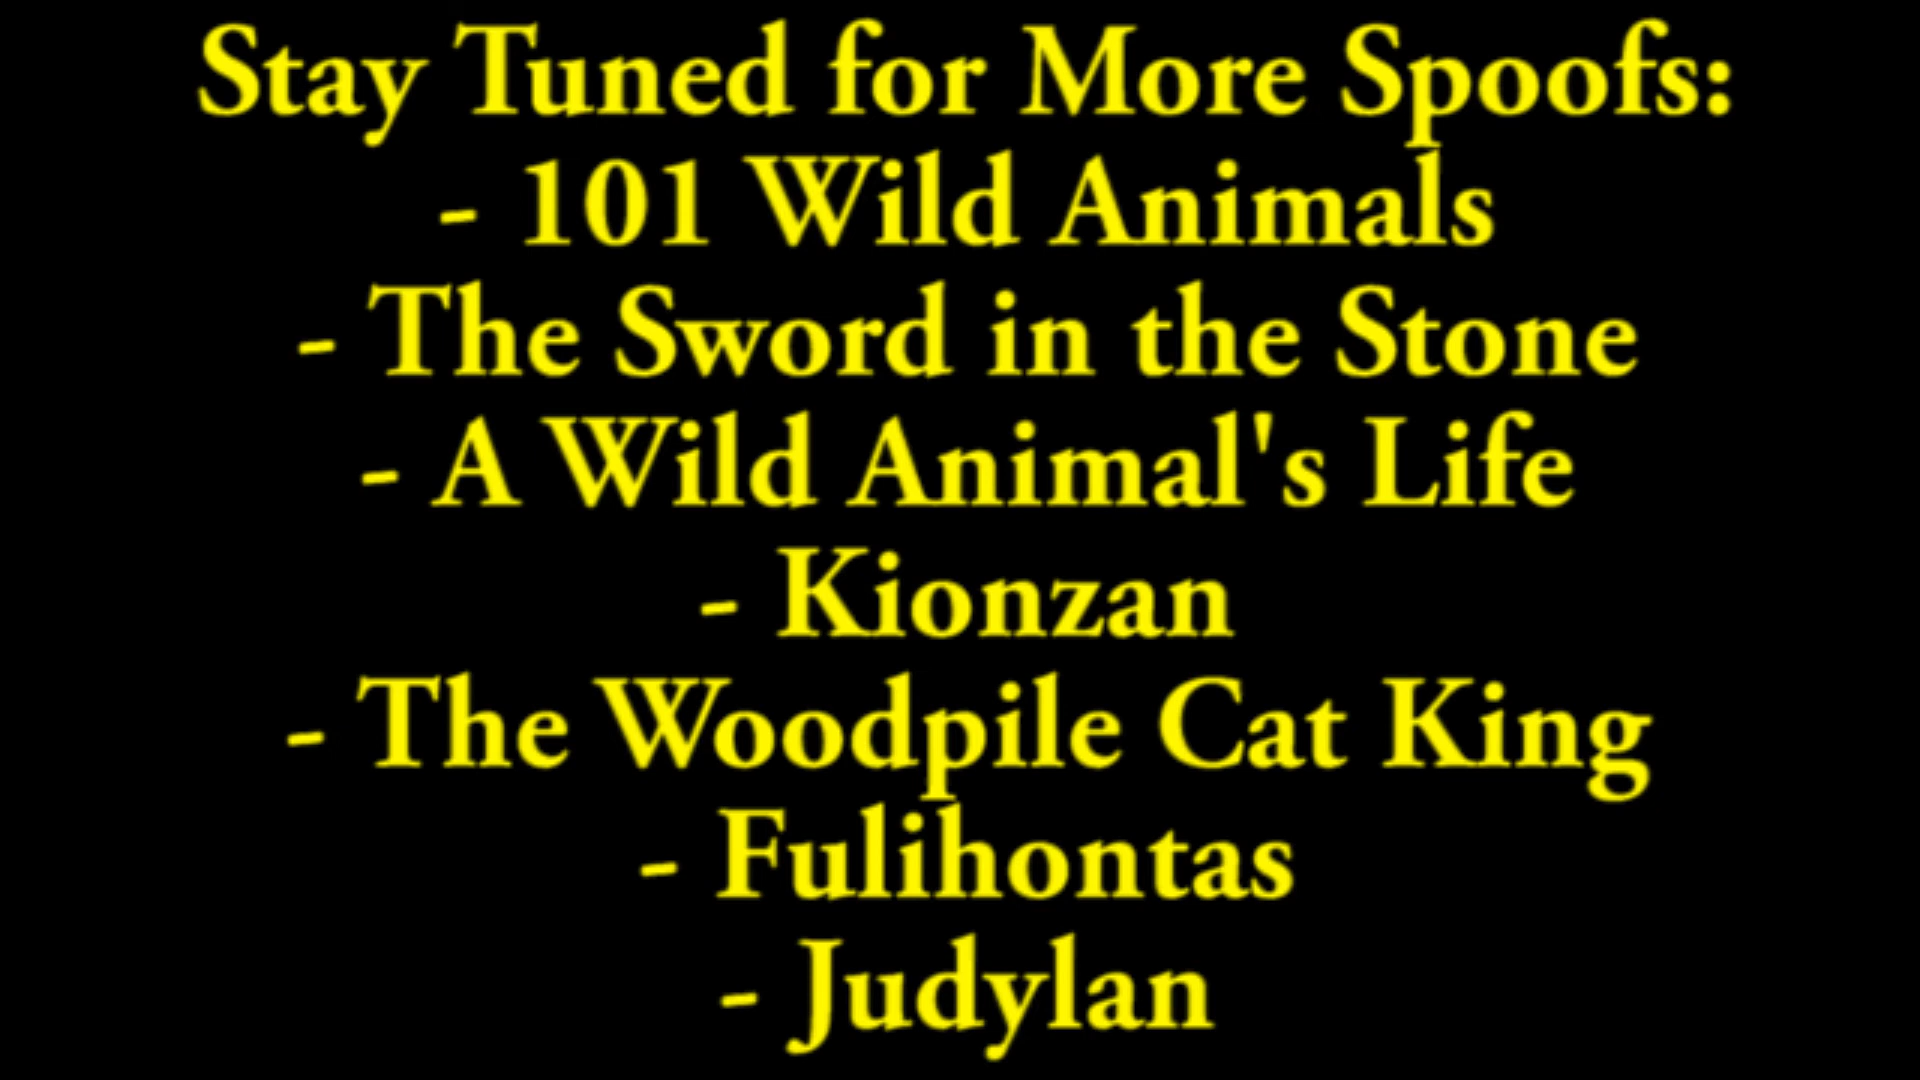 Stay Tuned for More Spoofs:
- 101 Wild Animals
- The Sword in the Stone
- A Wild Animal's Life
- Kionzan
- The Woodpile Cat King
- Fulihontas
- Judylan